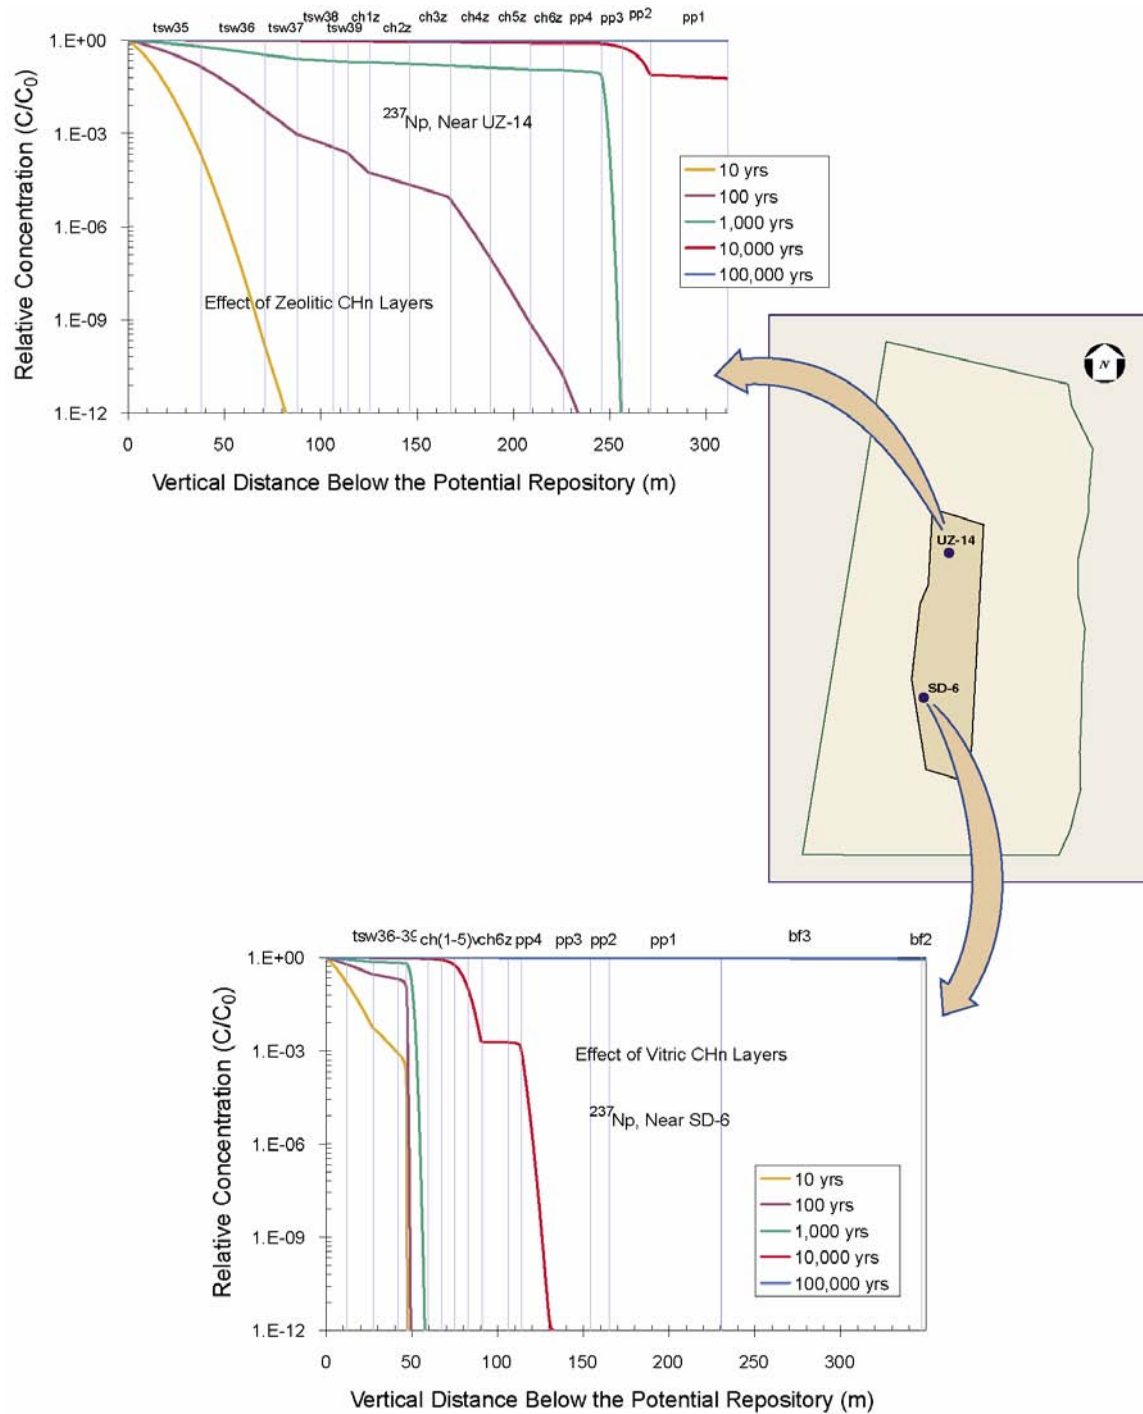 tsw35 tsw36 tsw37 tsw38 tsw39 ch1z ch2z ch3z ch4z ch5z ch6z pp4 pp3 pp2 pp1
Relative Concentration (C/C0)
1.E+00
1.E-03
1.E-06
1.E-09
1.E-12
237Np, Near UZ-14
Effect of Zeolitic CHn Layers
10 yrs
100 yrs
1,000 yrs
10,000 yrs
100,000 yrs
0 50 100 150 200 250 300
Vertical Distance Below the Potential Repository (m)
N
UZ-14
SD-6
tsw36-39 ch(1-5)v ch6z pp4 pp3 pp2 pp1 bf3 bf2
Relative Concentration (C/C0)
1.E+00
1.E-03
1.E-06
1.E-09
1.E-12
Effect of Vitric CHn Layers
237Np, Near SD-6
10 yrs
100 yrs
1,000 yrs
10,000 yrs
100,000 yrs
0 50 100 150 200 250 300
Vertical Distance Below the Potential Repository (m)